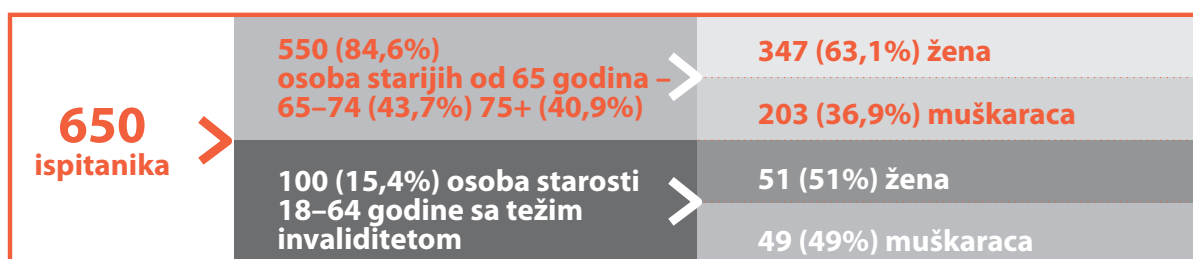 650
ispitanika
550 (84,6%)
osoba starijih od 65 godina –
65–74 (43,7%) 75+ (40,9%)
347 (63,1%) žena
203 (36,9%) muškaraca
100 (15,4%) osoba starosti
18–64 godine sa težim
invaliditetom
51 (51%) žena
49 (49%) muškaraca